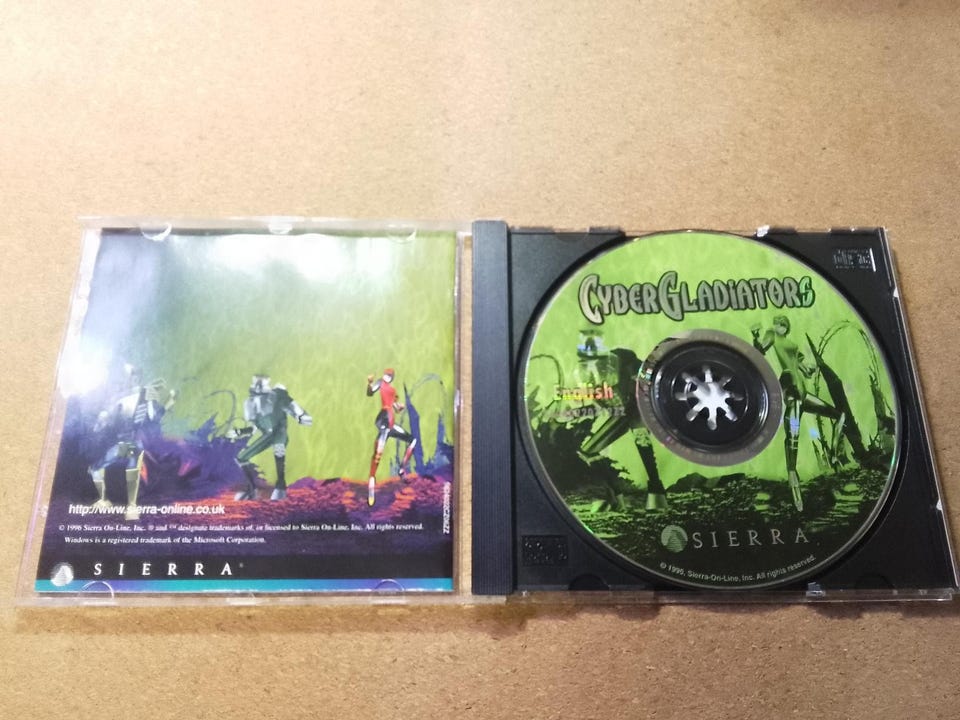 http://www.sierra-online.co.uk
© 1996 Sierra On-Line, Inc. ® and ™ designate trademarks of, or licensed to Sierra On-Line, Inc. All rights reserved.
Windows is a registered trademark of the Microsoft Corporation.
SIERRA®
CYBERGLADIATORS
English
SIERRA
© 1996, Sierra-On-Line, Inc. All rights reserved.